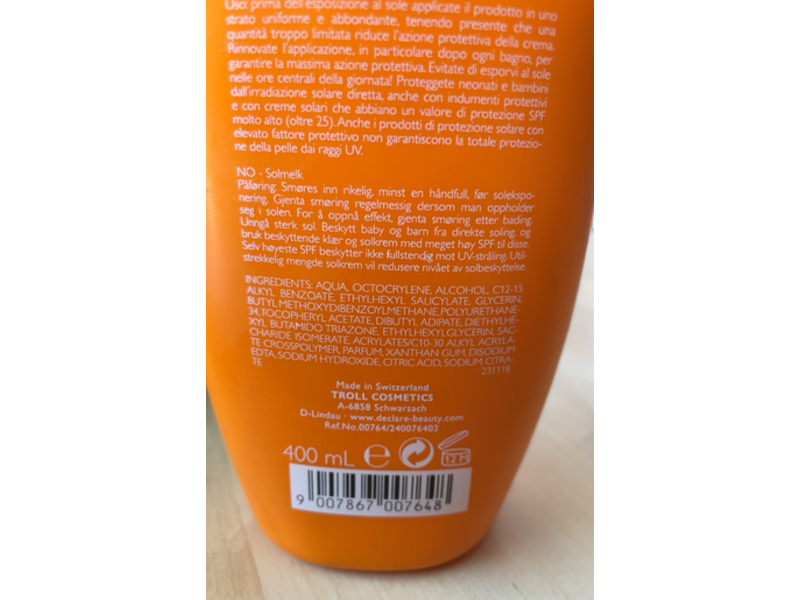 Uso: prima dell'esposizione al sole applicate il prodotto in uno
strato uniforme e abbondante, tenendo presente che una
quantità troppo limitata riduce l'azione protettiva della crema.
Rinnovate l'applicazione, in particolare dopo ogni bagno, per
garantire la massima azione protettiva. Evitate di esporvi al sole
nelle ore centrali della giornata! Proteggete neonati e bambini
dall'irradiazione solare diretta, anche con indumenti protettivi
e con creme solari che abbiano un valore di protezione SPF
molto alto (oltre 25). Anche i prodotti di protezione solare con
elevato fattore protettivo non garantiscono la totale protezio-
ne della pelle dai raggi UV.
NO - Solmelk
Påføring: Smøres inn rikelig, minst en håndfull, før solekspo-
nering. Gjenta smøring regelmessig dersom man oppholder
seg i solen. For å oppnå effekt, gjenta smøring etter bading.
Unngå sterk sol. Beskytt baby og barn fra direkte soling, og
bruk beskyttende klær og solkrem med meget høy SPF til disse.
Selv høyeste SPF beskytter ikke fullstendig mot UV-stråling. Util-
strekkelig mengde solkrem vil redusere nivået av solbeskyttelse.
INGREDIENTS: AQUA, OCTOCRYLENE, ALCOHOL, C12-15
ALKYL BENZOATE, ETHYLHEXYL SALICYLATE, GLYCERIN,
BUTYL METHOXYDIBENZOYLMETHANE, POLYURETHANE-
34, TOCOPHERYL ACETATE, DIBUTYL ADIPATE, DIETHYLHE-
XYL BUTAMIDO TRIAZONE, ETHYLHEXYLGLYCERIN, SAC-
CHARIDE ISOMERATE, ACRYLATES/C10-30 ALKYL ACRYLA-
TE CROSSPOLYMER, PARFUM, XANTHAN GUM, DISODIUM
EDTA, SODIUM HYDROXIDE, CITRIC ACID, SODIUM CITRA-
TE
231118
Made in Switzerland
TROLL COSMETICS
A-6858 Schwarzach
D-Lindau · www.declare-beauty.com
Ref.No.00764/240076402
400 mL e
12 M
9 007867 007648